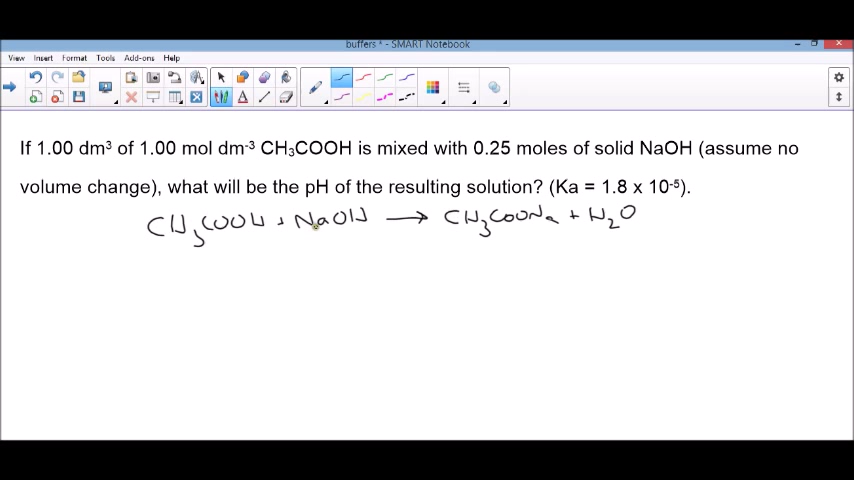 buffers * - SMART Notebook
View Insert Format Tools Add-ons Help
If 1.00 dm³ of 1.00 mol dm⁻³ CH₃COOH is mixed with 0.25 moles of solid NaOH (assume no
volume change), what will be the pH of the resulting solution? (Ka = 1.8 x 10⁻⁵).
CH₃COOH + NaOH → CH₃COONa + H₂O